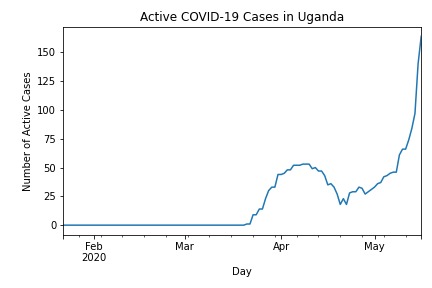 Active COVID-19 Cases in Uganda
Number of Active Cases
150
125
100
75
50
25
0
Feb Mar Apr May
2020
Day